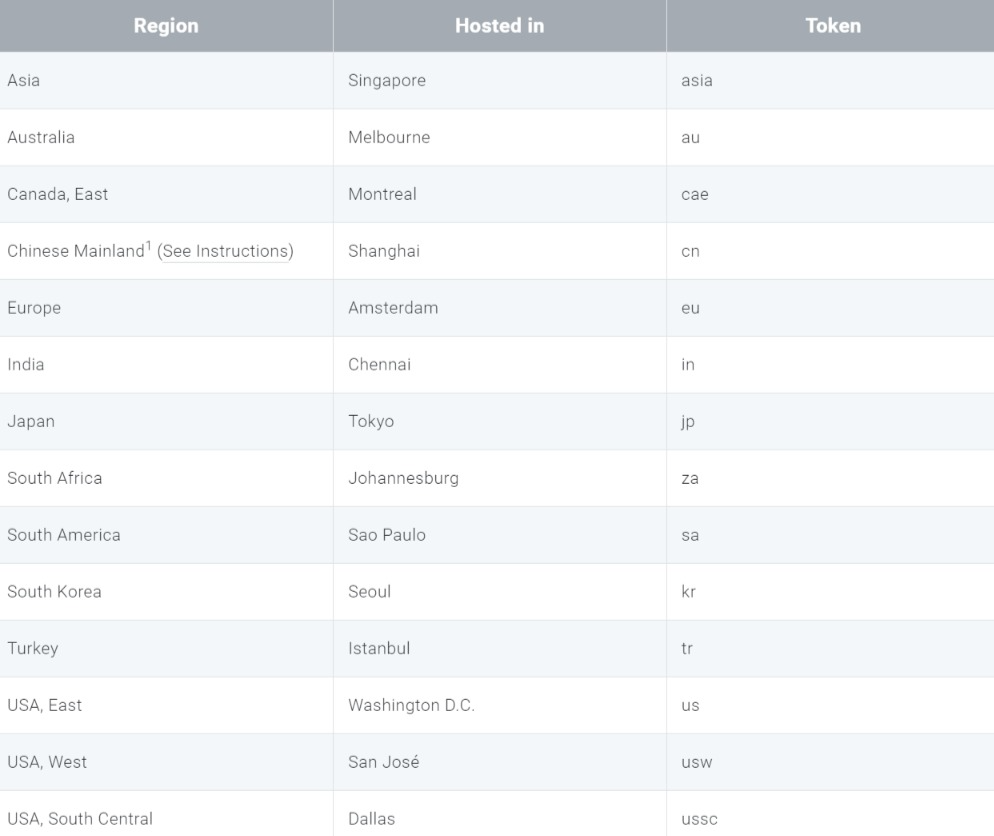 Region Hosted in Token
Asia Singapore asia
Australia Melbourne au
Canada, East Montreal cae
Chinese Mainland1 (See Instructions) Shanghai cn
Europe Amsterdam eu
India Chennai in
Japan Tokyo jp
South Africa Johannesburg za
South America Sao Paulo sa
South Korea Seoul kr
Turkey Istanbul tr
USA, East Washington D.C. us
USA, West San José usw
USA, South Central Dallas ussc